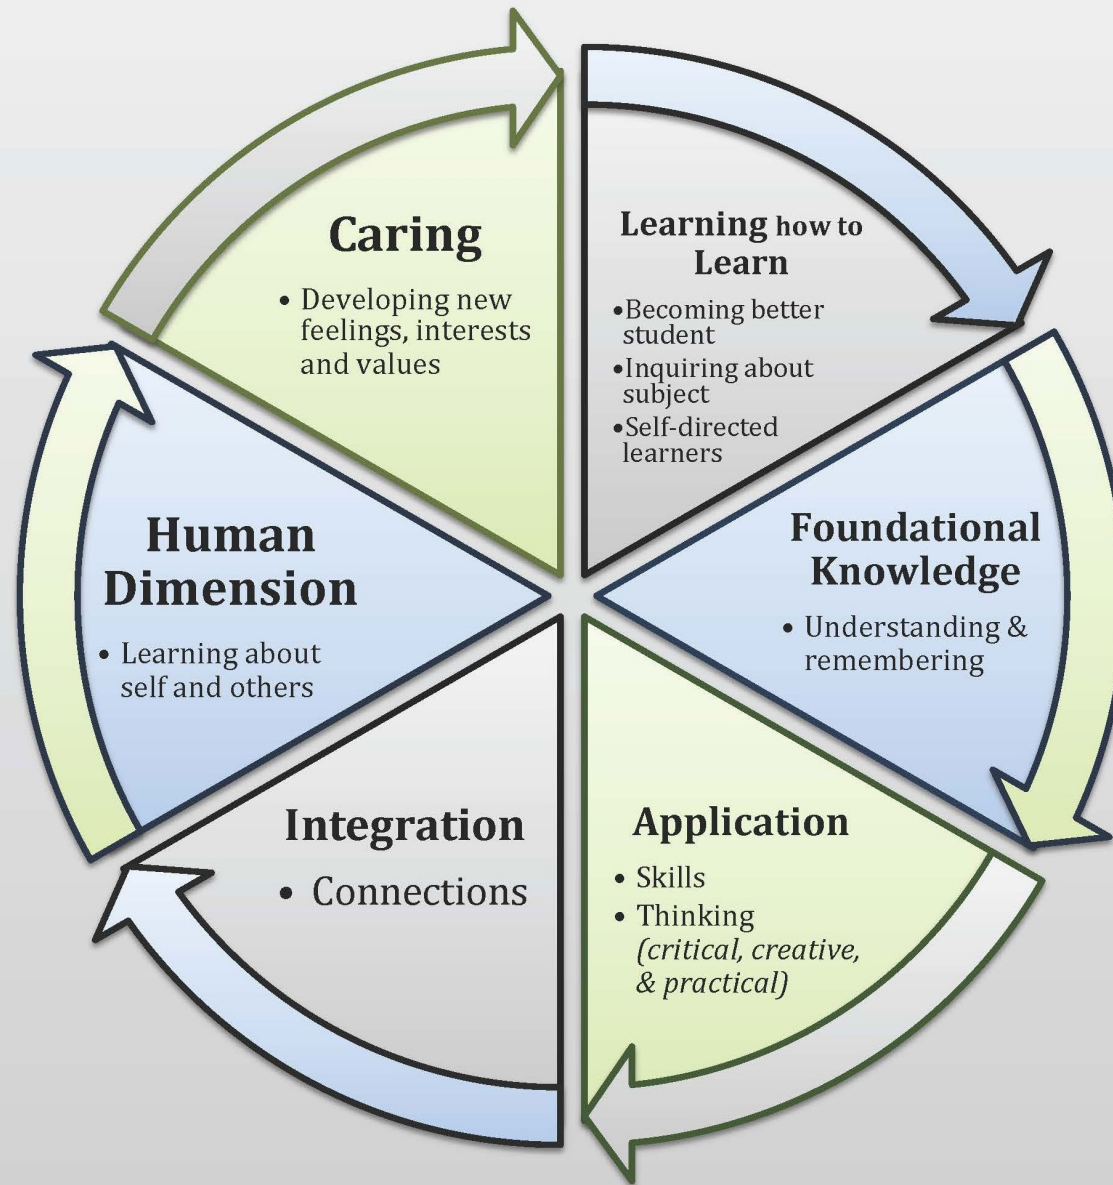 Caring
• Developing new
feelings, interests
and values
Learning how to
Learn
•Becoming better
student
•Inquiring about
subject
•Self-directed
learners
Foundational
Knowledge
• Understanding &
remembering
Application
• Skills
• Thinking
(critical, creative,
& practical)
Integration
• Connections
Human
Dimension
• Learning about
self and others